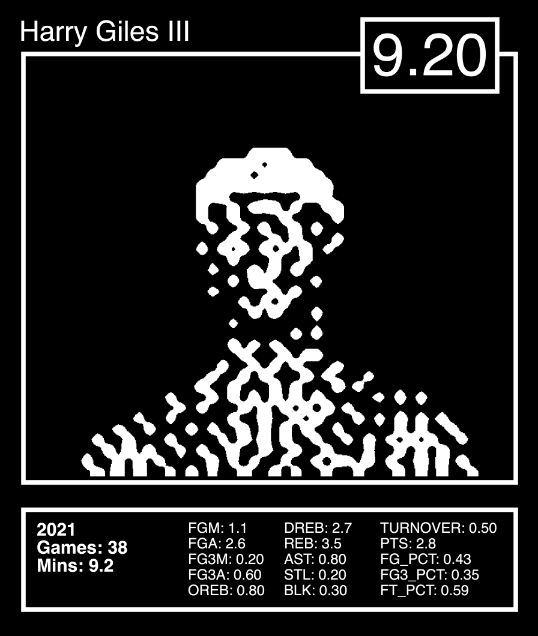 Harry Giles III
9.20
2021
Games: 38
Mins: 9.2
FGM: 1.1
FGA: 2.6
FG3M: 0.20
FG3A: 0.60
OREB: 0.80
DREB: 2.7
REB: 3.5
AST: 0.80
STL: 0.20
BLK: 0.30
TURNOVER: 0.50
PTS: 2.8
FG_PCT: 0.43
FG3_PCT: 0.35
FT_PCT: 0.59